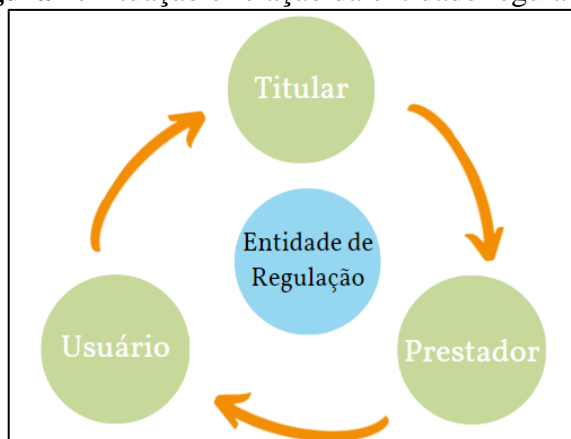 Titular
Entidade de
Regulação
Usuário
Prestador